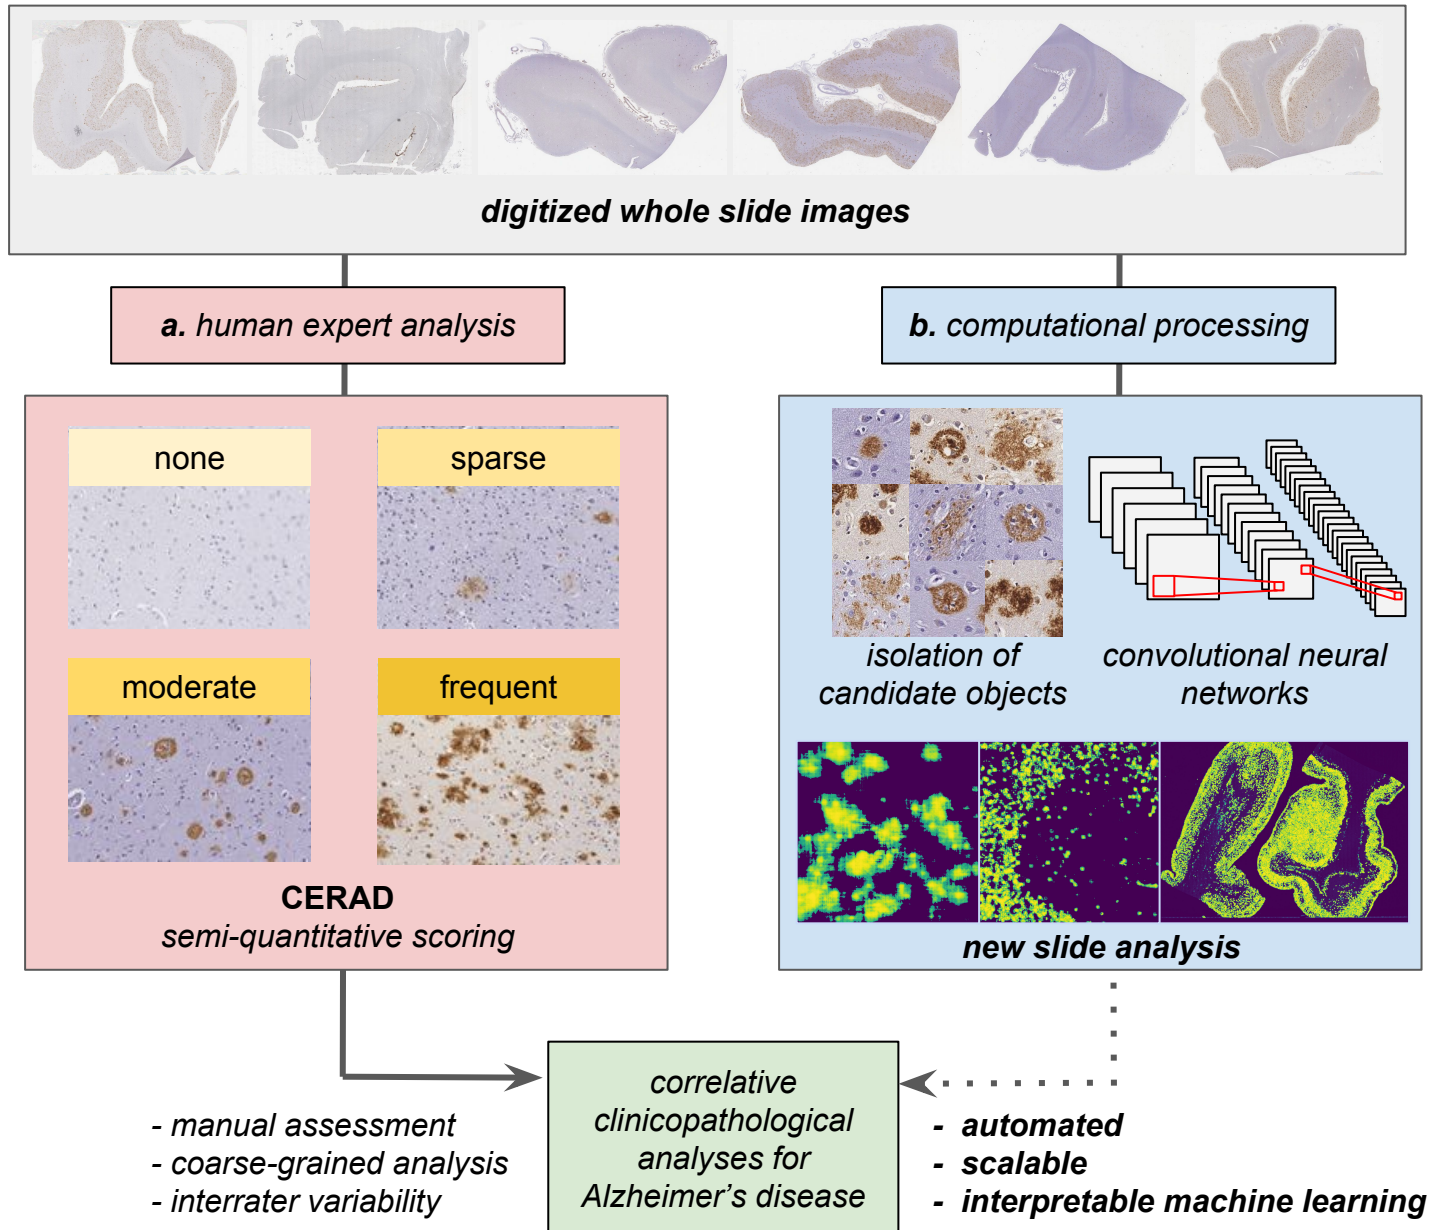 digitized whole slide images
a. human expert analysis
b. computational processing
none
sparse
moderate
frequent
CERAD
semi-quantitative scoring
isolation of
candidate objects
convolutional neural
networks
new slide analysis
- manual assessment
- coarse-grained analysis
- interrater variability
correlative
clinicopathological
analyses for
Alzheimer's disease
- automated
- scalable
- interpretable machine learning